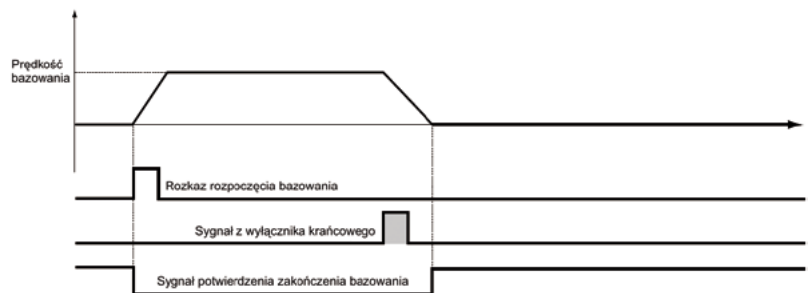 Prędkość
bazowania
Rozkaz rozpoczęcia bazowania
Sygnał z wyłącznika krańcowego
Sygnał potwierdzenia zakończenia bazowania